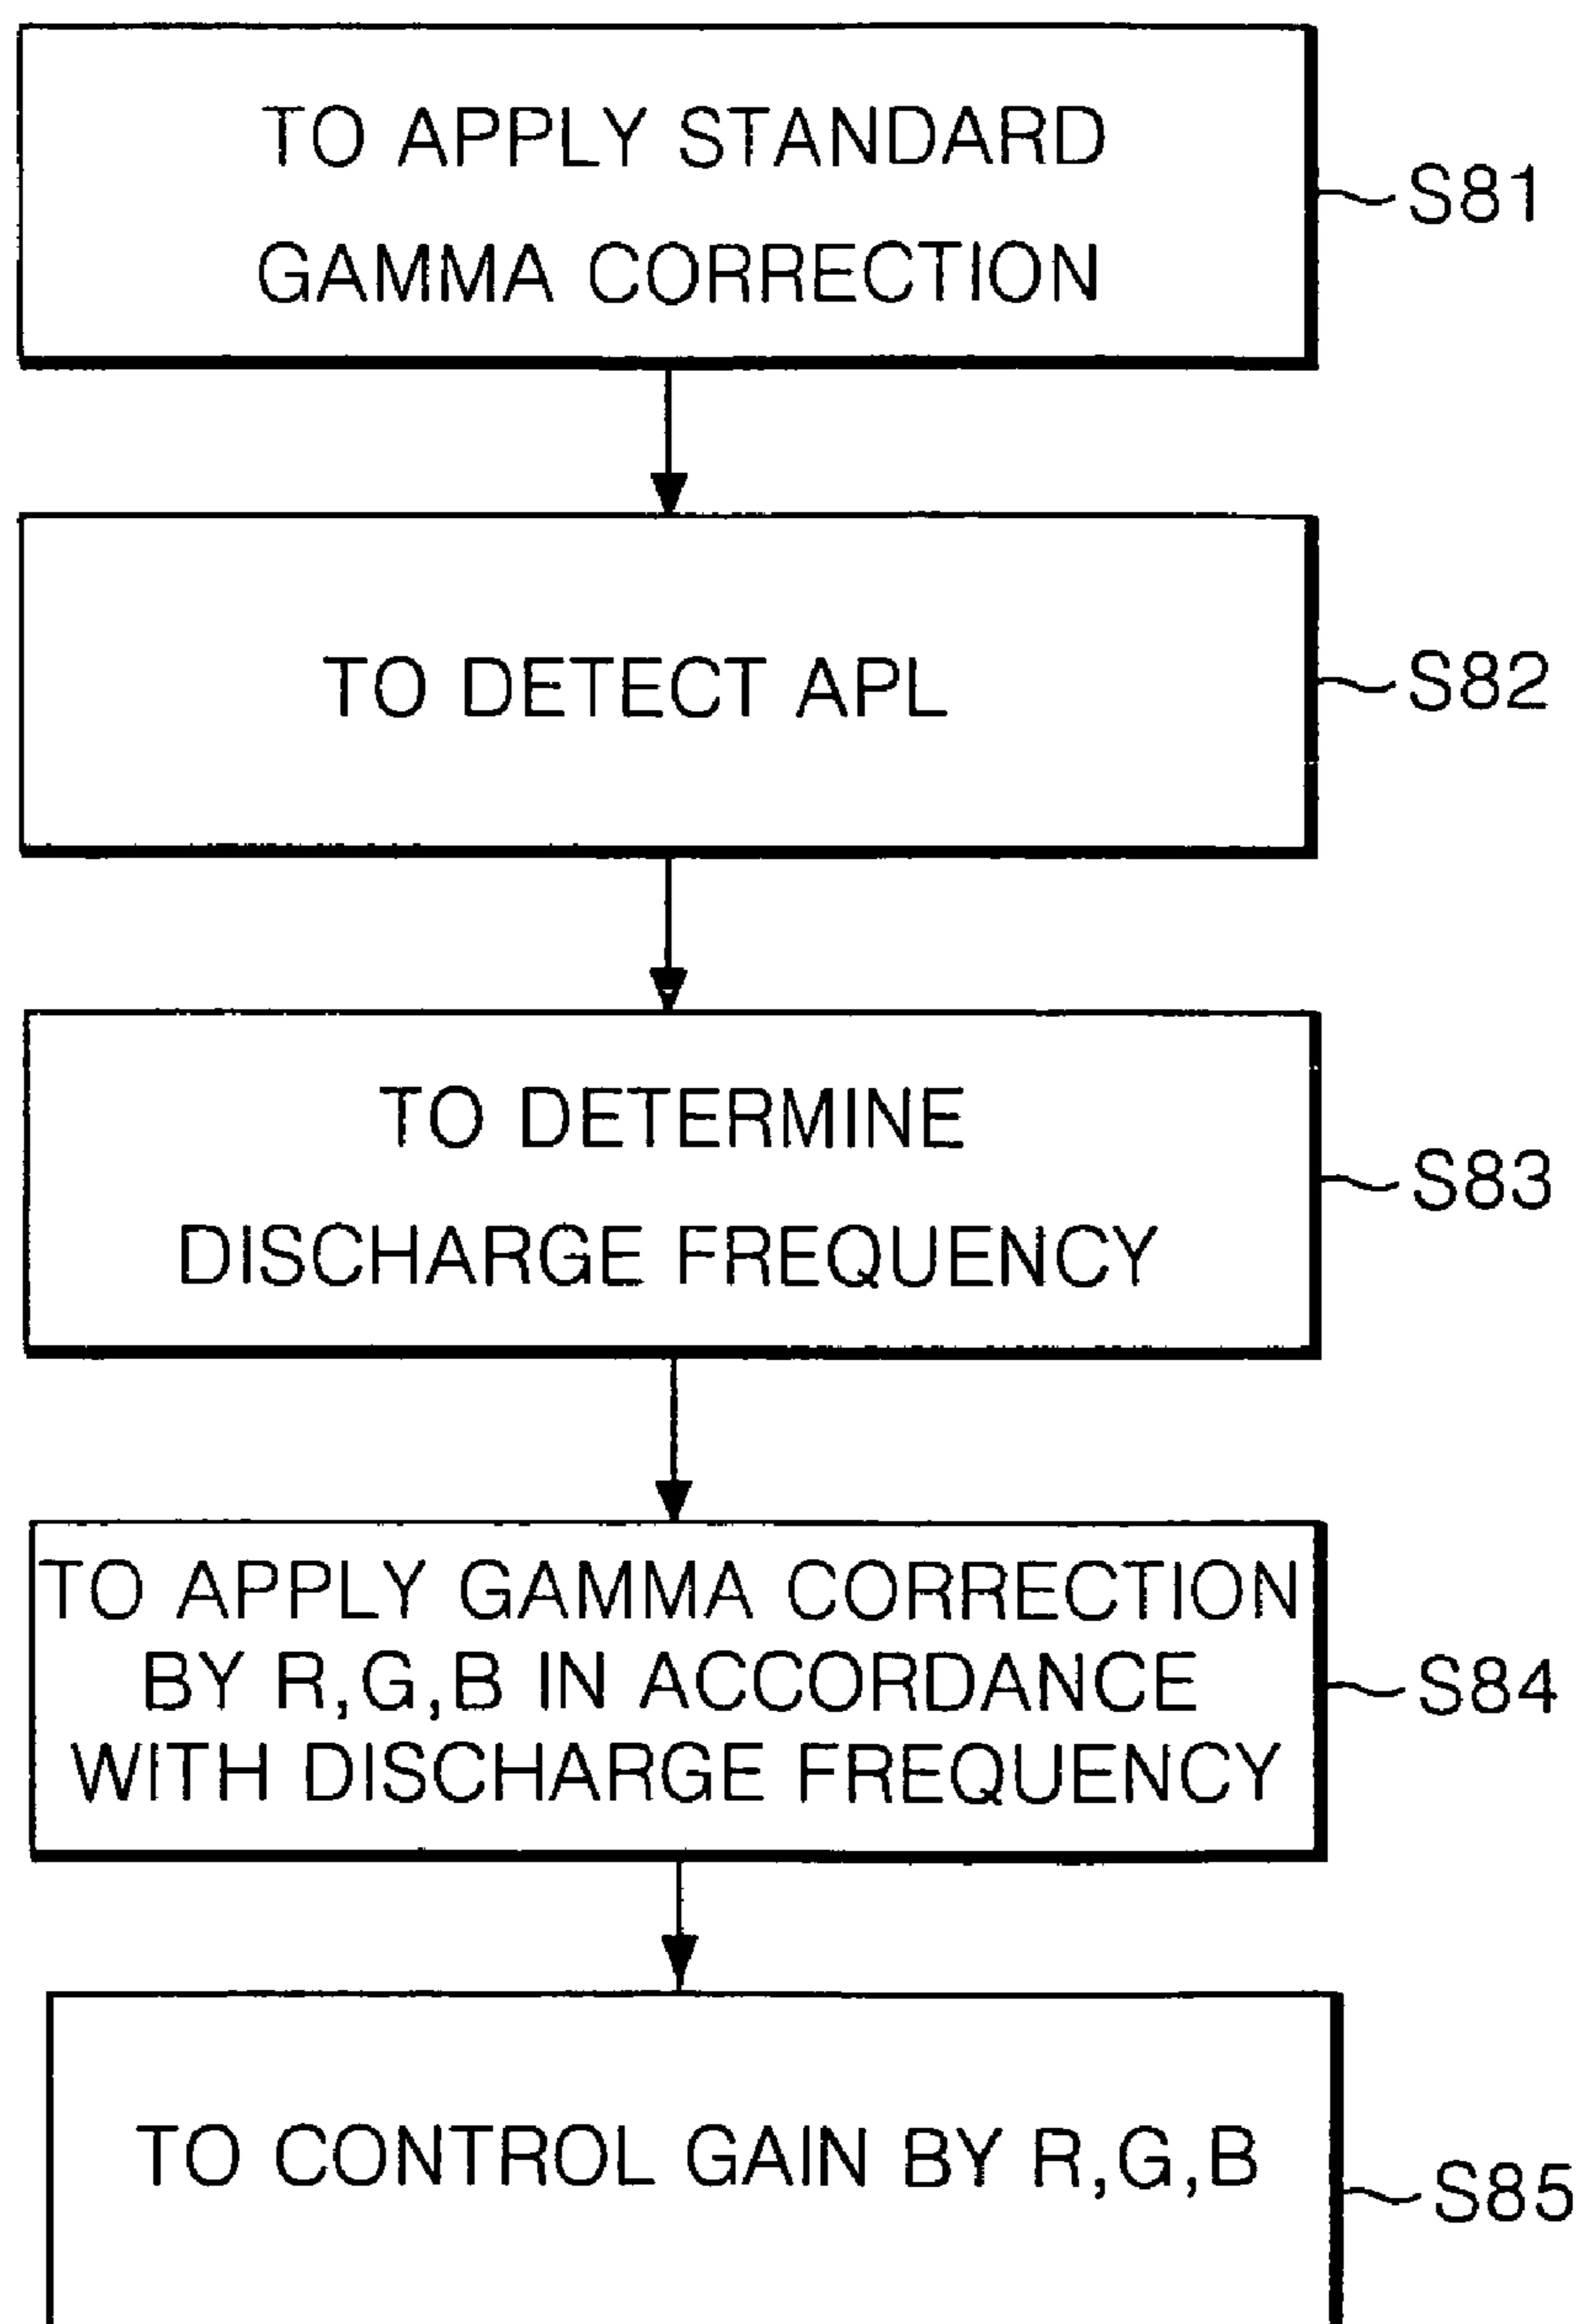 TO APPLY STANDARD
GAMMA CORRECTION
S81
TO DETECT APL
S82
TO DETERMINE
DISCHARGE FREQUENCY
S83
TO APPLY GAMMA CORRECTION
BY R,G,B IN ACCORDANCE
WITH DISCHARGE FREQUENCY
S84
TO CONTROL GAIN BY R,G,B
S85